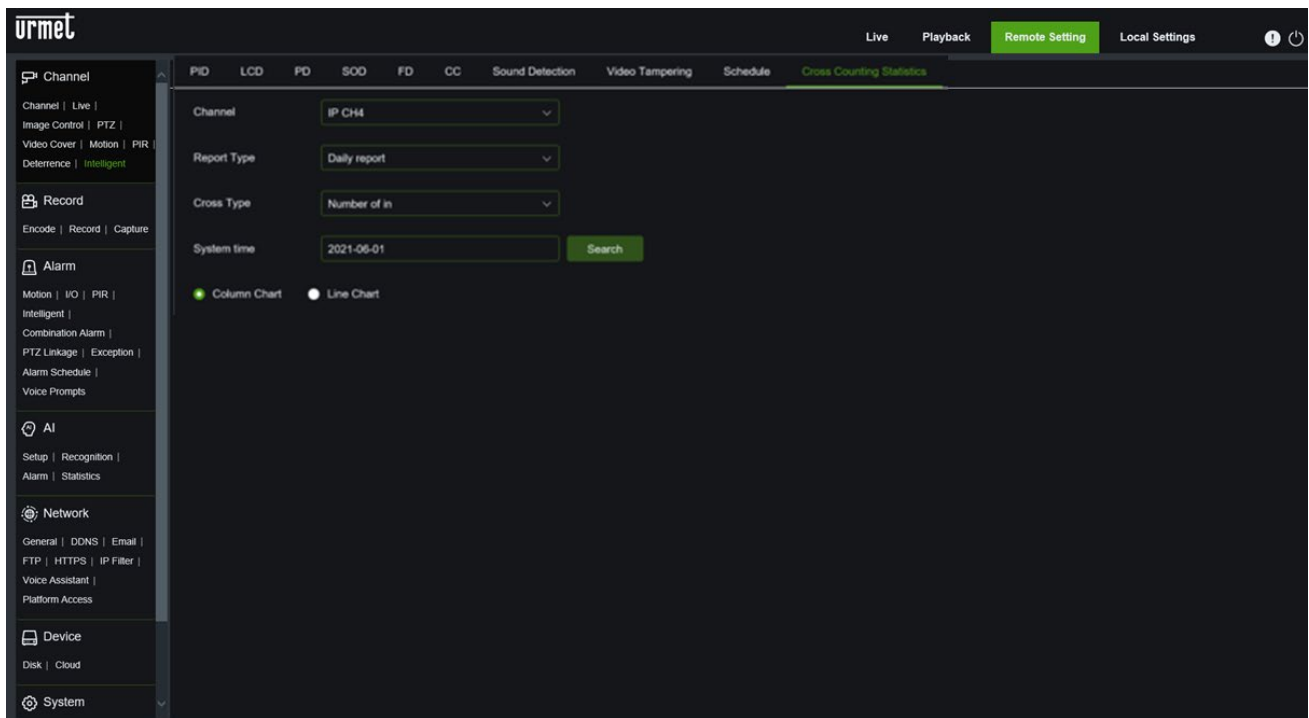 urmet
Live Playback Remote Setting Local Settings
Channel
Channel | Live |
Image Control | PTZ |
Video Cover | Motion | PIR |
Deterrence | Intelligent
Record
Encode | Record | Capture
Alarm
Motion | I/O | PIR |
Intelligent |
Combination Alarm |
PTZ Linkage | Exception |
Alarm Schedule |
Voice Prompts
AI
Setup | Recognition |
Alarm | Statistics
Network
General | DDNS | Email |
FTP | HTTPS | IP Filter |
Voice Assistant |
Platform Access
Device
Disk | Cloud
System
PID LCD PD SOD FD CC Sound Detection Video Tampering Schedule Cross Counting Statistics
Channel IP CH4
Report Type Daily report
Cross Type Number of in
System time 2021-06-01 Search
Column Chart Line Chart